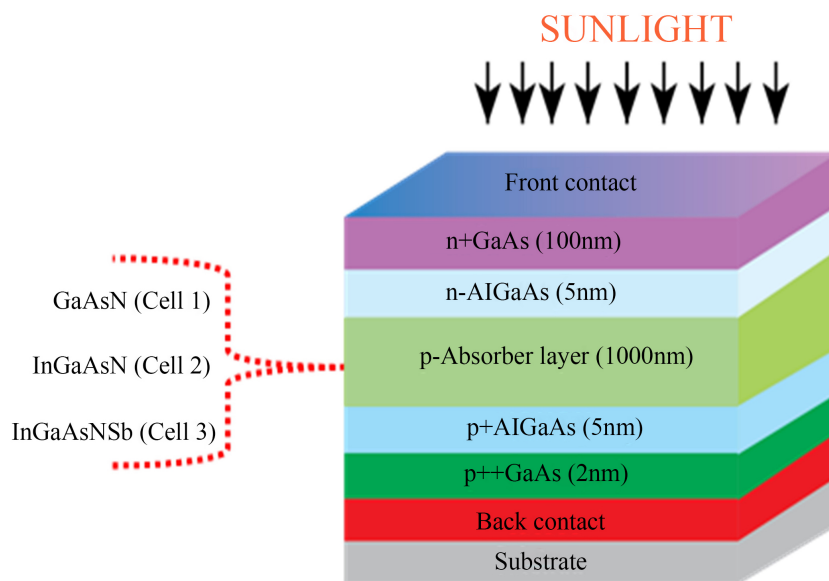 SUNLIGHT
Front contact
n+GaAs (100nm)
n-AIGaAs (5nm)
p-Absorber layer (1000nm)
p+AIGaAs (5nm)
p++GaAs (2nm)
Back contact
Substrate
GaAsN (Cell 1)
InGaAsN (Cell 2)
InGaAsNSb (Cell 3)